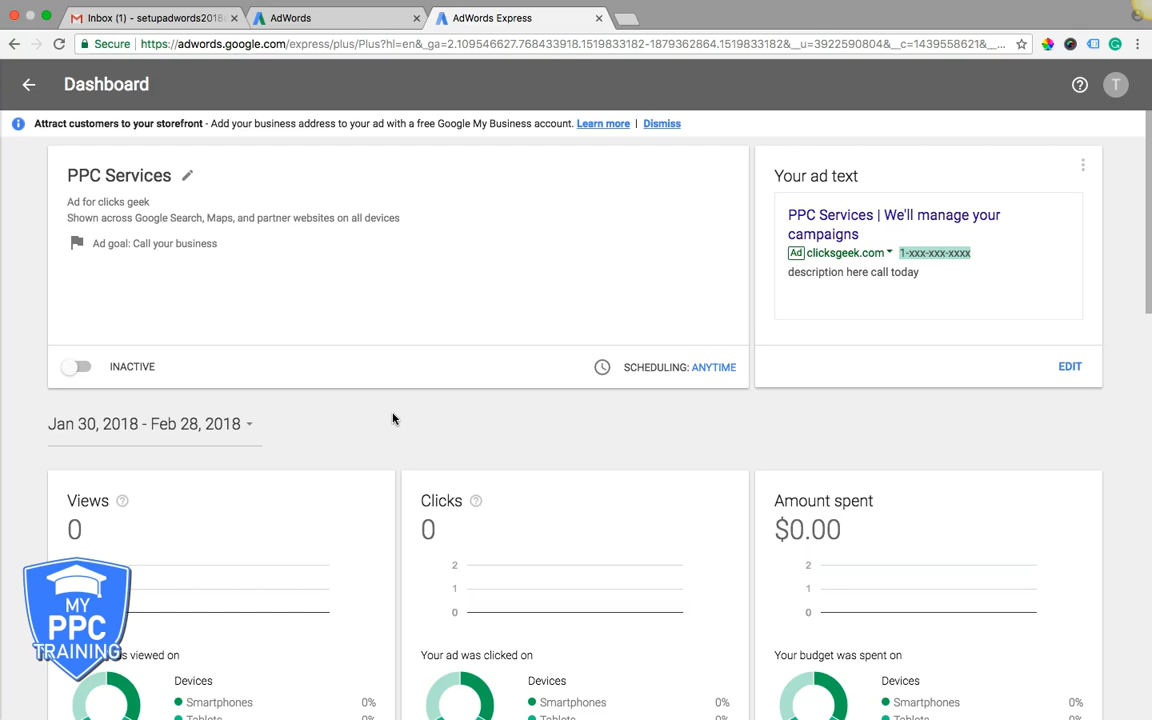 Inbox (1) - setupadwords2018
AdWords
AdWords Express
Secure
https://adwords.google.com/express/plus/Plus?hl=en&_ga=2.109546627.768433918.1519833182-1879362864.1519833182&__u=3922590804&__c=1439558621&__...
Dashboard
T
Attract customers to your storefront - Add your business address to your ad with a free Google My Business account. Learn more | Dismiss
PPC Services
Ad for clicks geek
Shown across Google Search, Maps, and partner websites on all devices
Ad goal: Call your business
INACTIVE
SCHEDULING: ANYTIME
Your ad text
PPC Services | We'll manage your
campaigns
Ad clicksgeek.com 1-xxx-xxx-xxxx
description here call today
EDIT
Jan 30, 2018 - Feb 28, 2018
Views
0
Clicks
0
2
1
0
Your ad was clicked on
Devices
Smartphones 0%
Tablets 0%
Amount spent
$0.00
2
1
0
Your budget was spent on
Devices
Smartphones 0%
Tablets 0%
viewed on
Devices
Smartphones 0%
Tablets 0%
MY
PPC
TRAINING